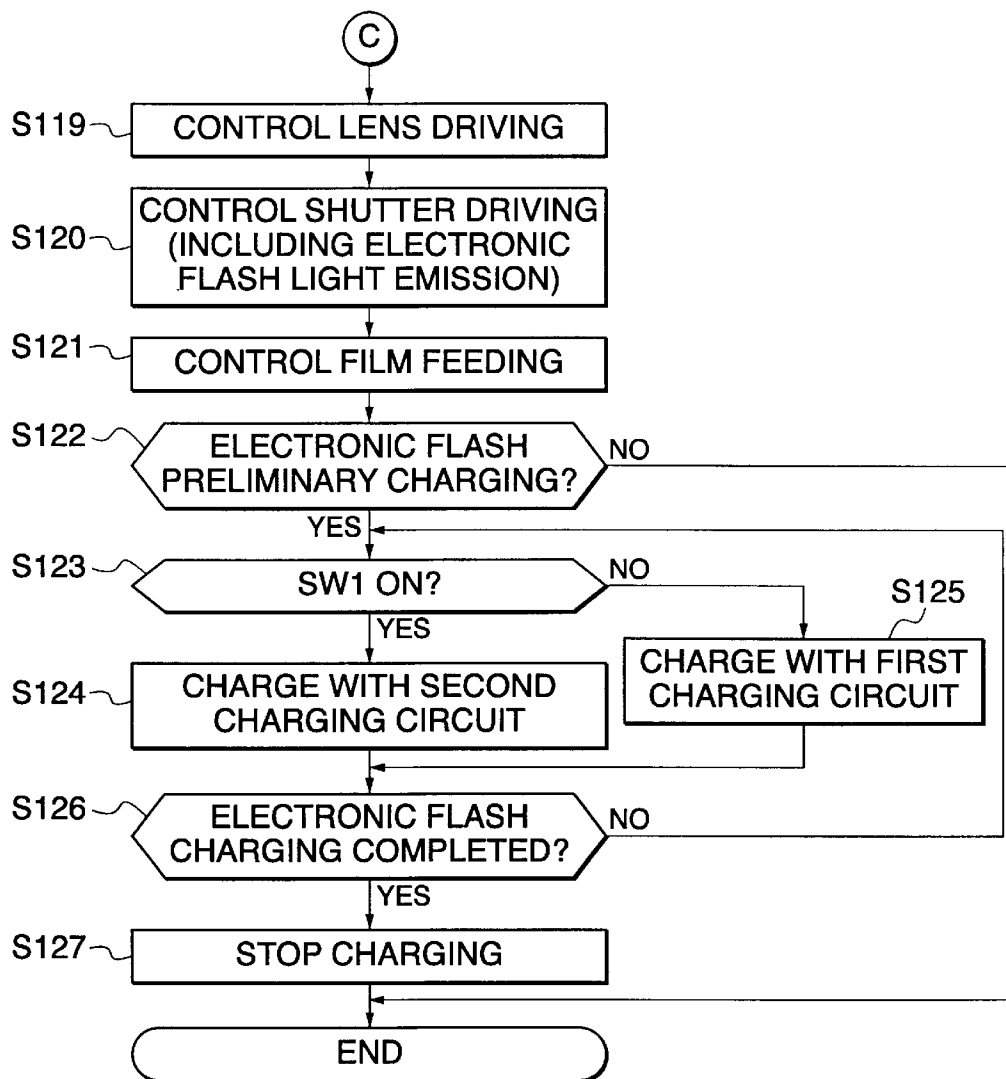 C
S119
CONTROL LENS DRIVING
S120
CONTROL SHUTTER DRIVING
(INCLUDING ELECTRONIC
FLASH LIGHT EMISSION)
S121
CONTROL FILM FEEDING
S122
ELECTRONIC FLASH
PRELIMINARY CHARGING?
NO
YES
S123
SW1 ON?
NO
YES
S125
CHARGE WITH FIRST
CHARGING CIRCUIT
S124
CHARGE WITH SECOND
CHARGING CIRCUIT
S126
ELECTRONIC FLASH
CHARGING COMPLETED?
NO
YES
S127
STOP CHARGING
END